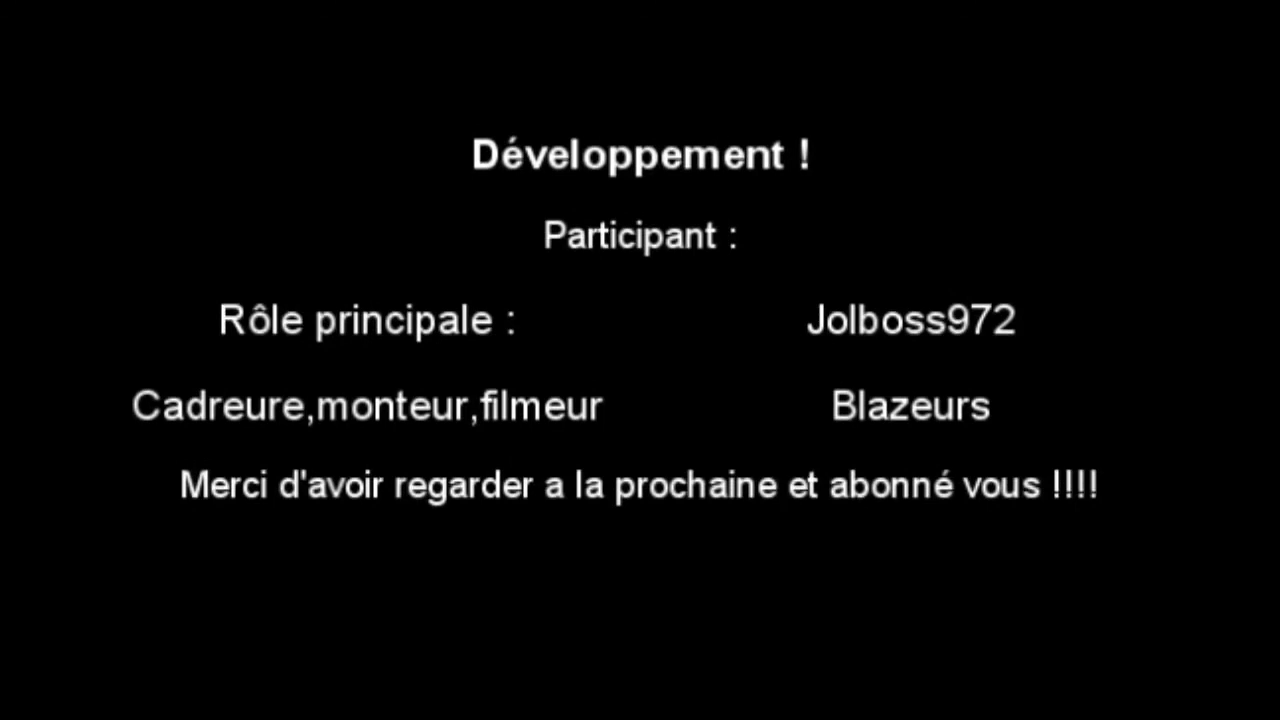 Développement !
Participant :
Rôle principale : Jolboss972
Cadreure,monteur,filmeur Blazeurs
Merci d'avoir regarder a la prochaine et abonné vous !!!!